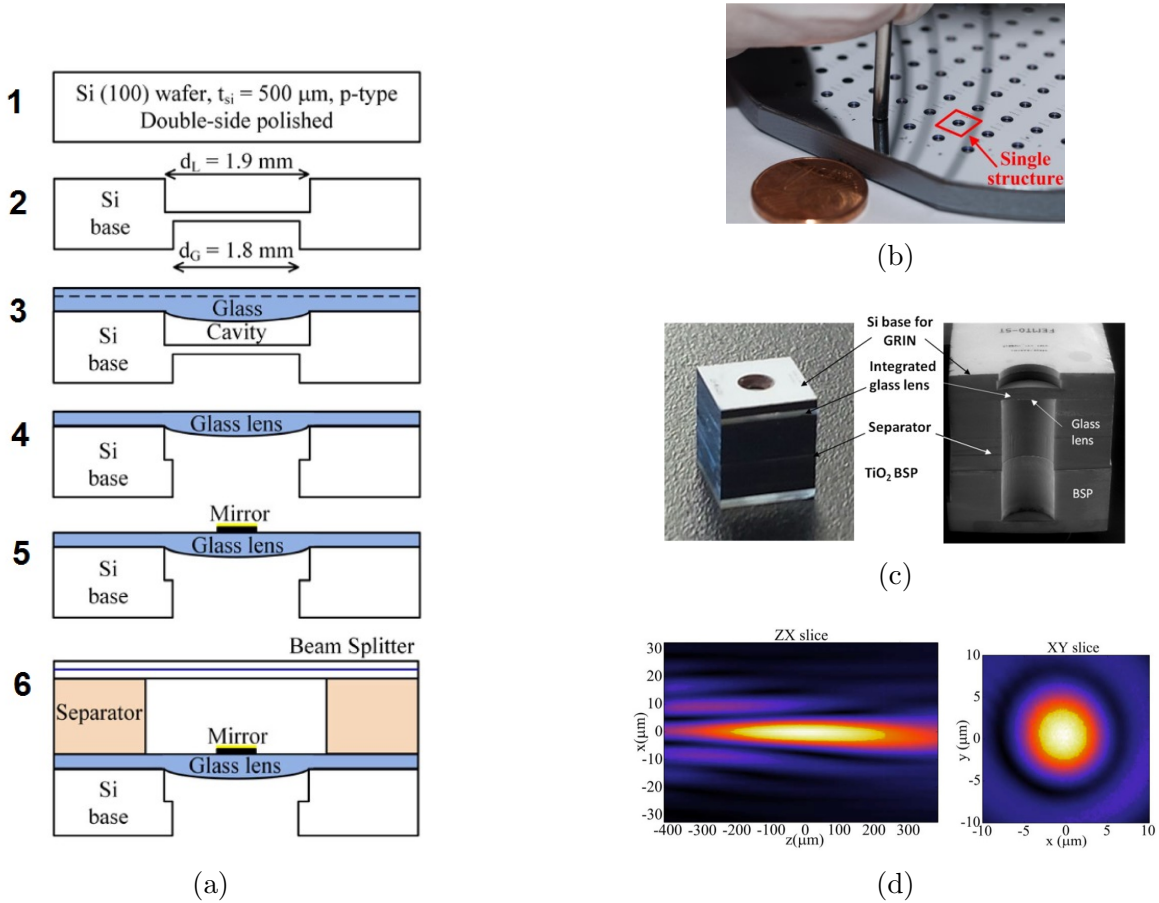 1
Si (100) wafer, tsi = 500 μm, p-type
Double-side polished
2
dL = 1.9 mm
Si
base
dG = 1.8 mm
3
Glass
Cavity
Si
base
4
Glass lens
Si
base
5
Mirror
Glass lens
Si
base
6
Beam Splitter
Separator
Mirror
Glass lens
Si
base
(a)
Single
structure
(b)
Si base for
GRIN
Integrated
glass lens
Separator
TiO2 BSP
FEMTO-ST
Glass
lens
BSP
(c)
ZX slice
x(μm)
30
20
10
0
-10
-20
-30
-400 -300 -200 -100 0 100 200 300
z(μm)
XY slice
y (μm)
10
5
0
-5
-10
-10 -5 0 5 10
x (μm)
(d)